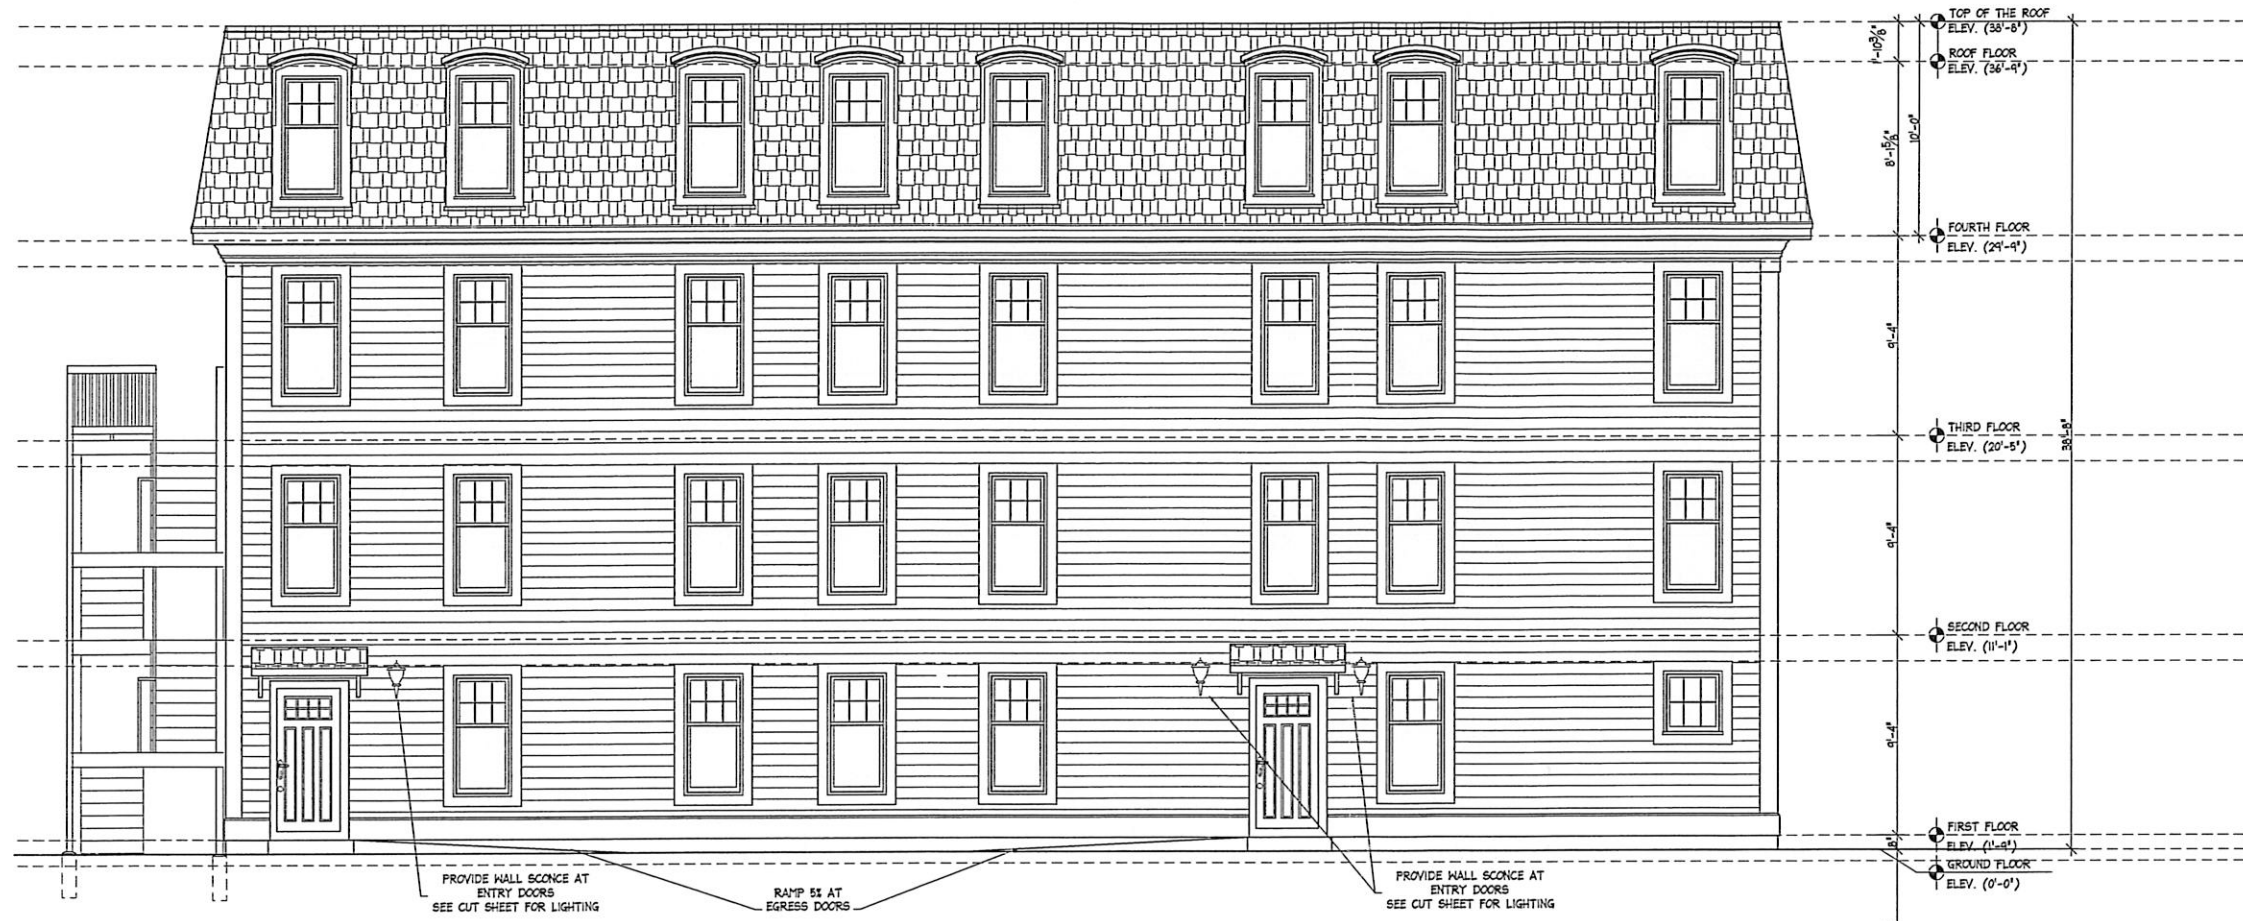 TOP OF THE ROOF
ELEV. (38'-8")
1'-10 3/8"
ROOF FLOOR
ELEV. (36'-9")
8'-1 5/8"
10'-0"
FOURTH FLOOR
ELEV. (29'-9")
9'-4"
THIRD FLOOR
ELEV. (20'-5")
38'-8"
9'-4"
SECOND FLOOR
ELEV. (11'-1")
9'-4"
FIRST FLOOR
ELEV. (1'-9")
8"
GROUND FLOOR
ELEV. (0'-0")
PROVIDE WALL SCONCE AT
ENTRY DOORS
SEE CUT SHEET FOR LIGHTING
RAMP 5% AT
EGRESS DOORS
PROVIDE WALL SCONCE AT
ENTRY DOORS
SEE CUT SHEET FOR LIGHTING